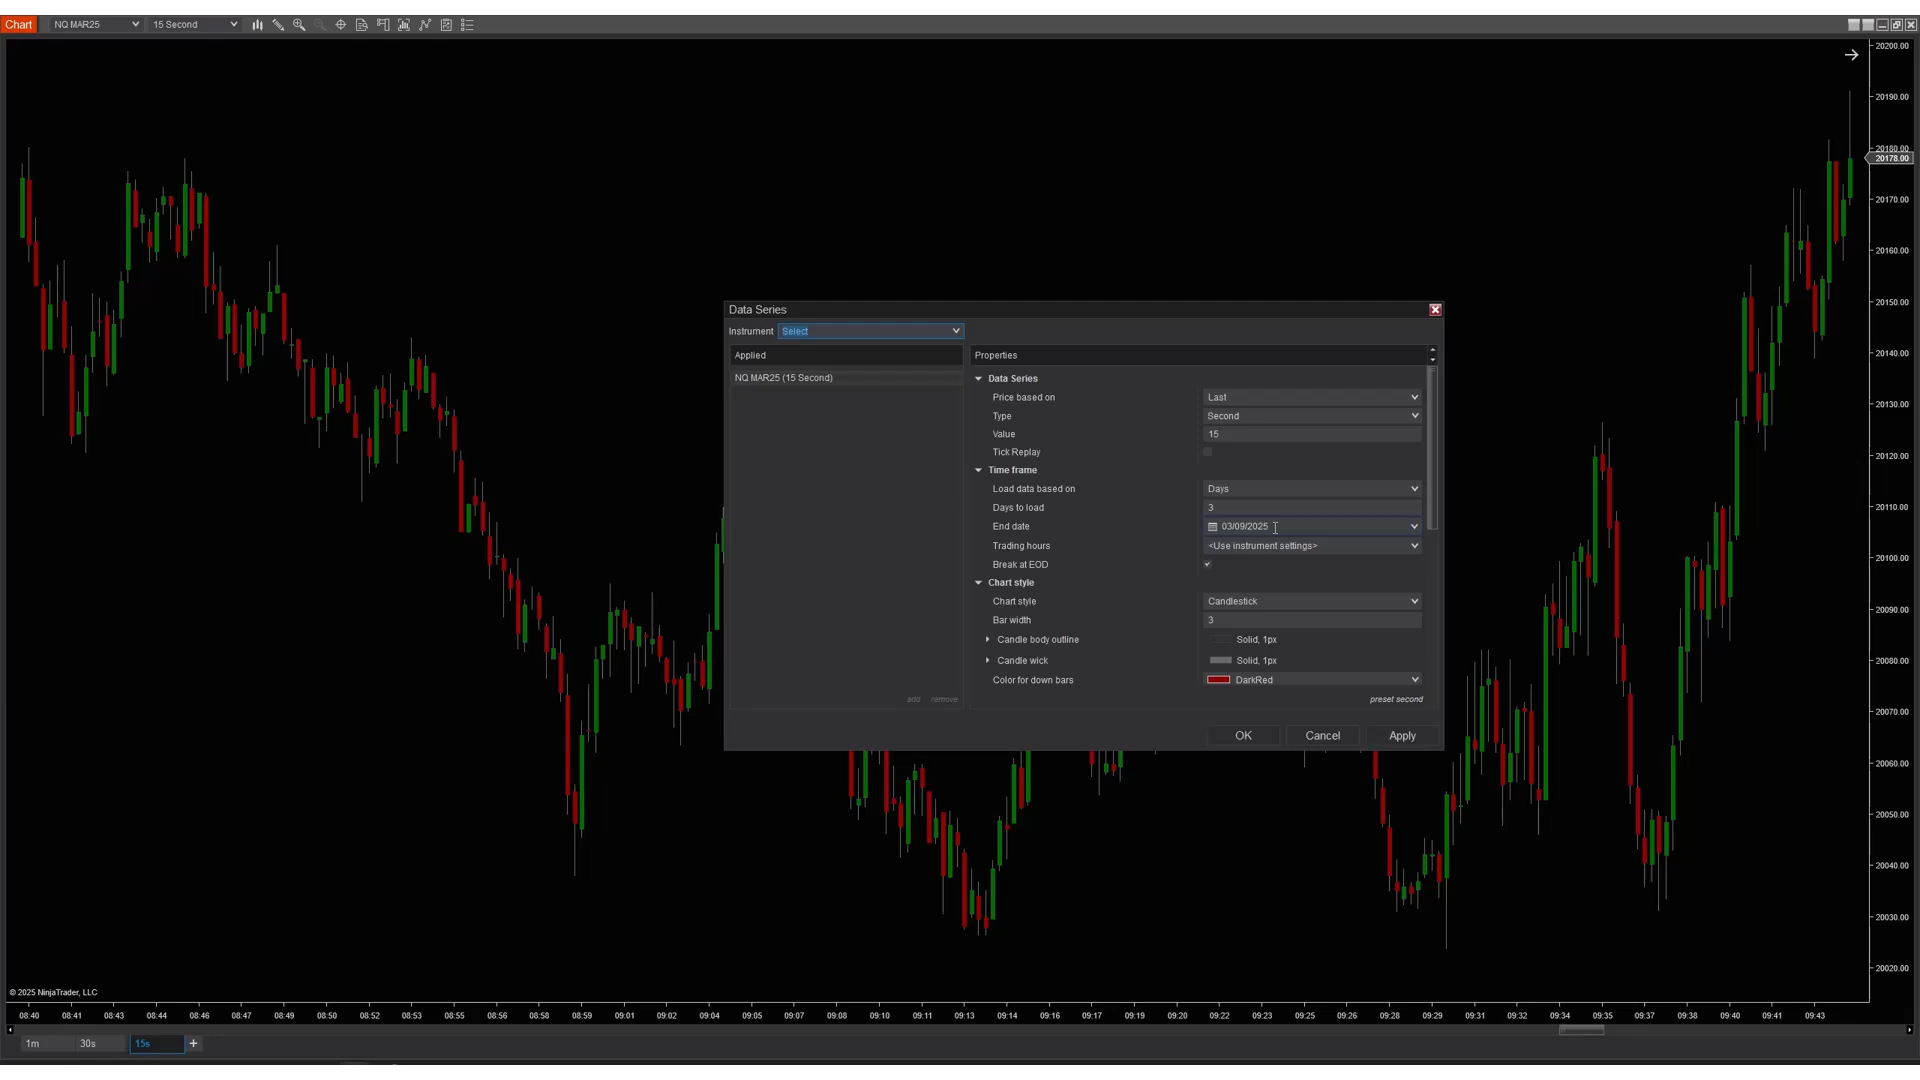 Chart NQ MAR25 15 Second
20200.00
20190.00
20180.00
20178.00
20170.00
20160.00
20150.00
20140.00
20130.00
20120.00
20110.00
20100.00
20090.00
20080.00
20070.00
20060.00
20050.00
20040.00
20030.00
20020.00
Data Series
Instrument Select
Applied
NQ MAR25 (15 Second)
add remove
Properties
Data Series
Price based on Last
Type Second
Value 15
Tick Replay
Time frame
Load data based on Days
Days to load 3
End date 03/09/2025
Trading hours <Use instrument settings>
Break at EOD
Chart style
Chart style Candlestick
Bar width 3
Candle body outline Solid, 1px
Candle wick Solid, 1px
Color for down bars DarkRed
preset second
OK Cancel Apply
© 2025 NinjaTrader, LLC
08:40 08:41 08:43 08:44 08:46 08:47 08:49 08:50 08:52 08:53 08:55 08:56 08:58 08:59 09:01 09:02 09:04 09:05 09:07 09:08 09:10 09:11 09:13 09:14 09:16 09:17 09:19 09:20 09:22 09:23 09:25 09:26 09:28 09:29 09:31 09:32 09:34 09:35 09:37 09:38 09:40 09:41 09:43
1m 30s 15s +